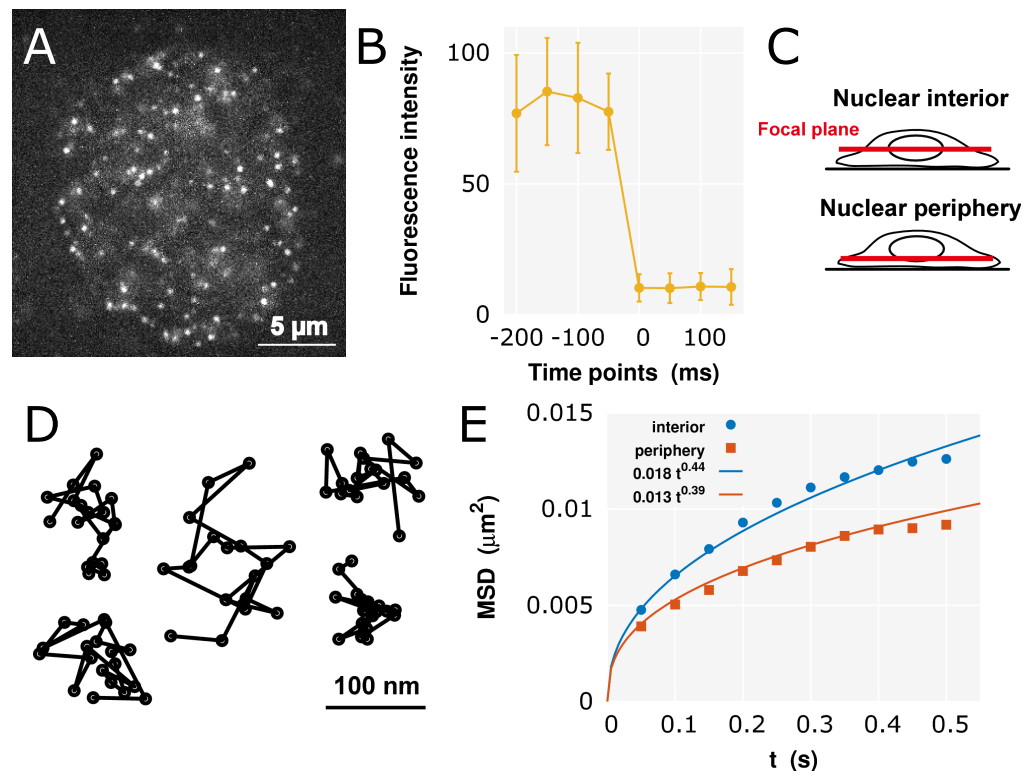 A
5 µm
B
Fluorescence intensity
100
50
0
-200 -100 0 100
Time points (ms)
C
Nuclear interior
Focal plane
Nuclear periphery
D
100 nm
E
MSD (µm²)
0.015
0.01
0.005
0
interior
periphery
0.018 t^0.44
0.013 t^0.39
0 0.1 0.2 0.3 0.4 0.5
t (s)